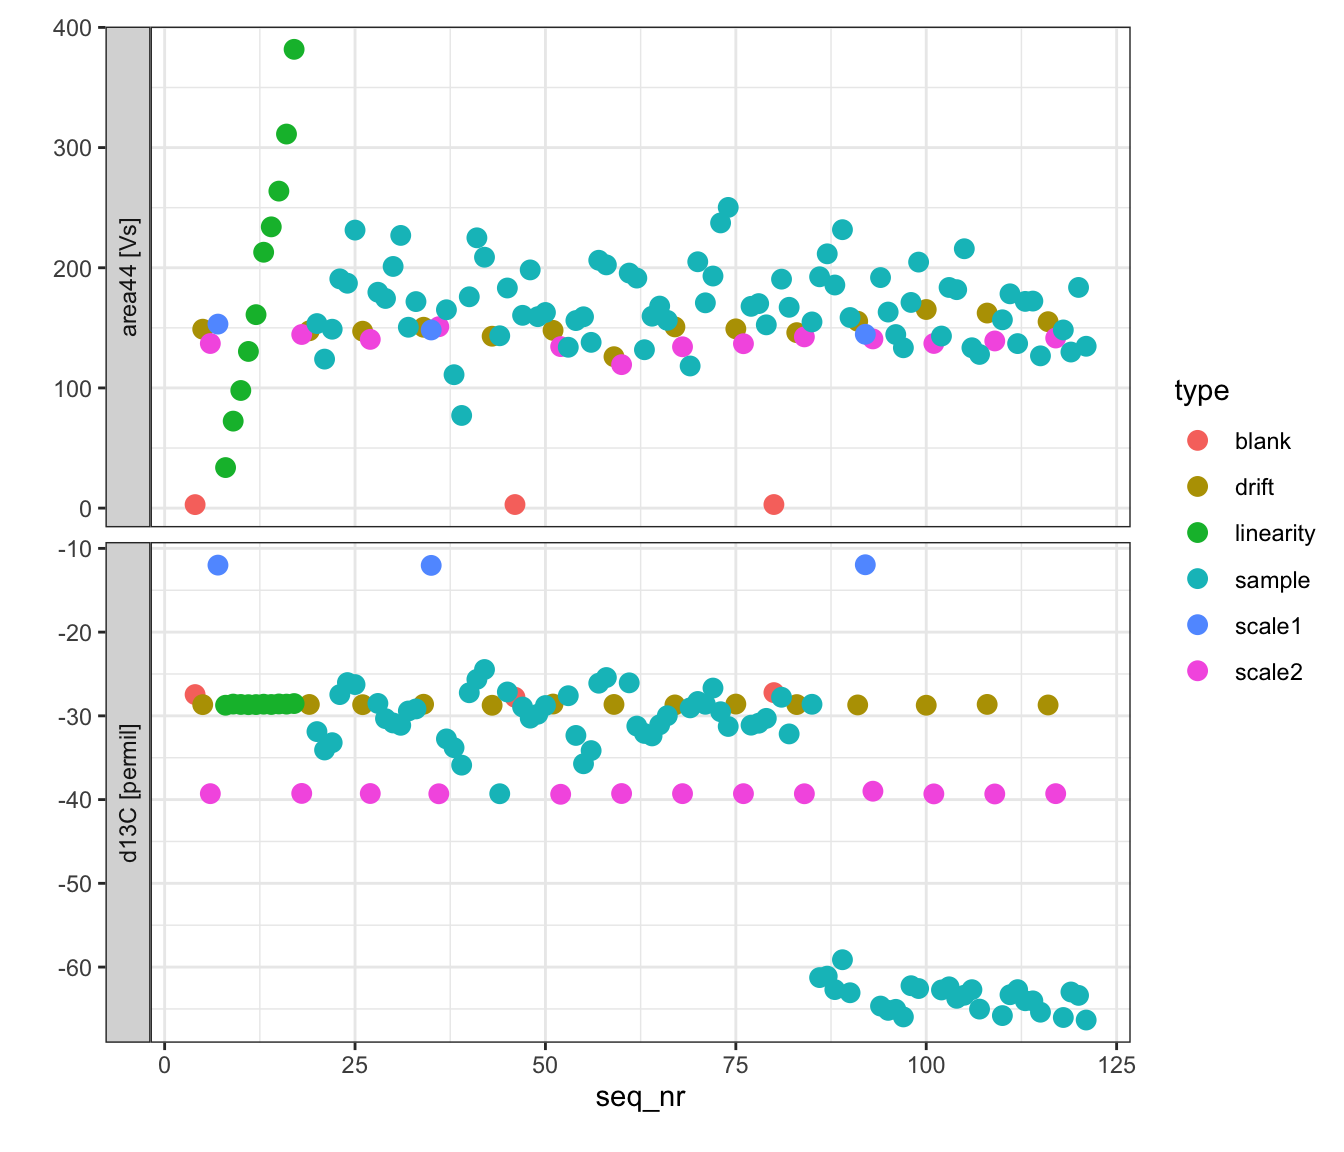 400
300
200
100
0
area44 [Vs]
-10
-20
-30
-40
-50
-60
d13C [permil]
0 25 50 75 100 125
seq_nr
type
blank
drift
linearity
sample
scale1
scale2